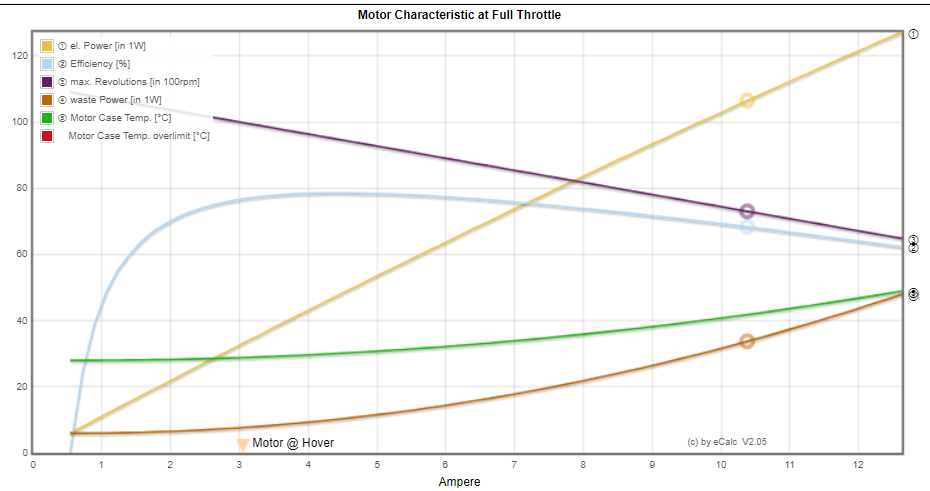 Motor Characteristic at Full Throttle
① el. Power [in 1W]
② Efficiency [%]
③ max. Revolutions [in 100rpm]
④ waste Power [in 1W]
⑤ Motor Case Temp. [°C]
Motor Case Temp. overlimit [°C]
120
100
80
60
40
20
0
①
③
②
Motor @ Hover
(c) by eCalc V2.05
0 1 2 3 4 5 6 7 8 9 10 11 12
Ampere